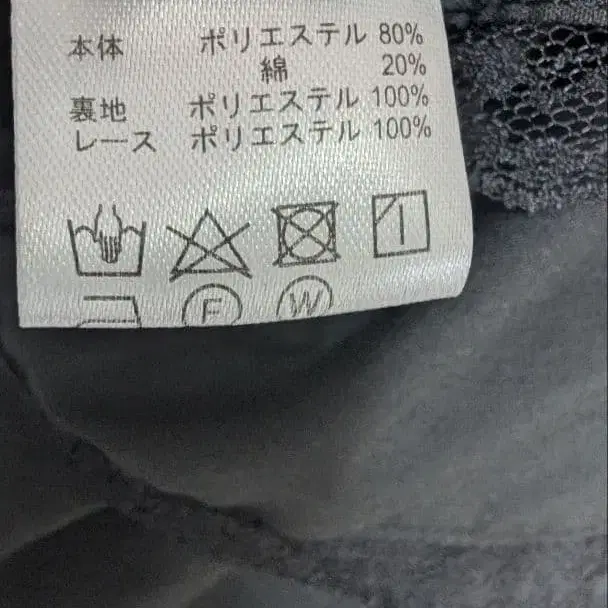 本体 ポリエステル 80%
綿 20%
裏地 ポリエステル 100%
レース ポリエステル 100%
F W